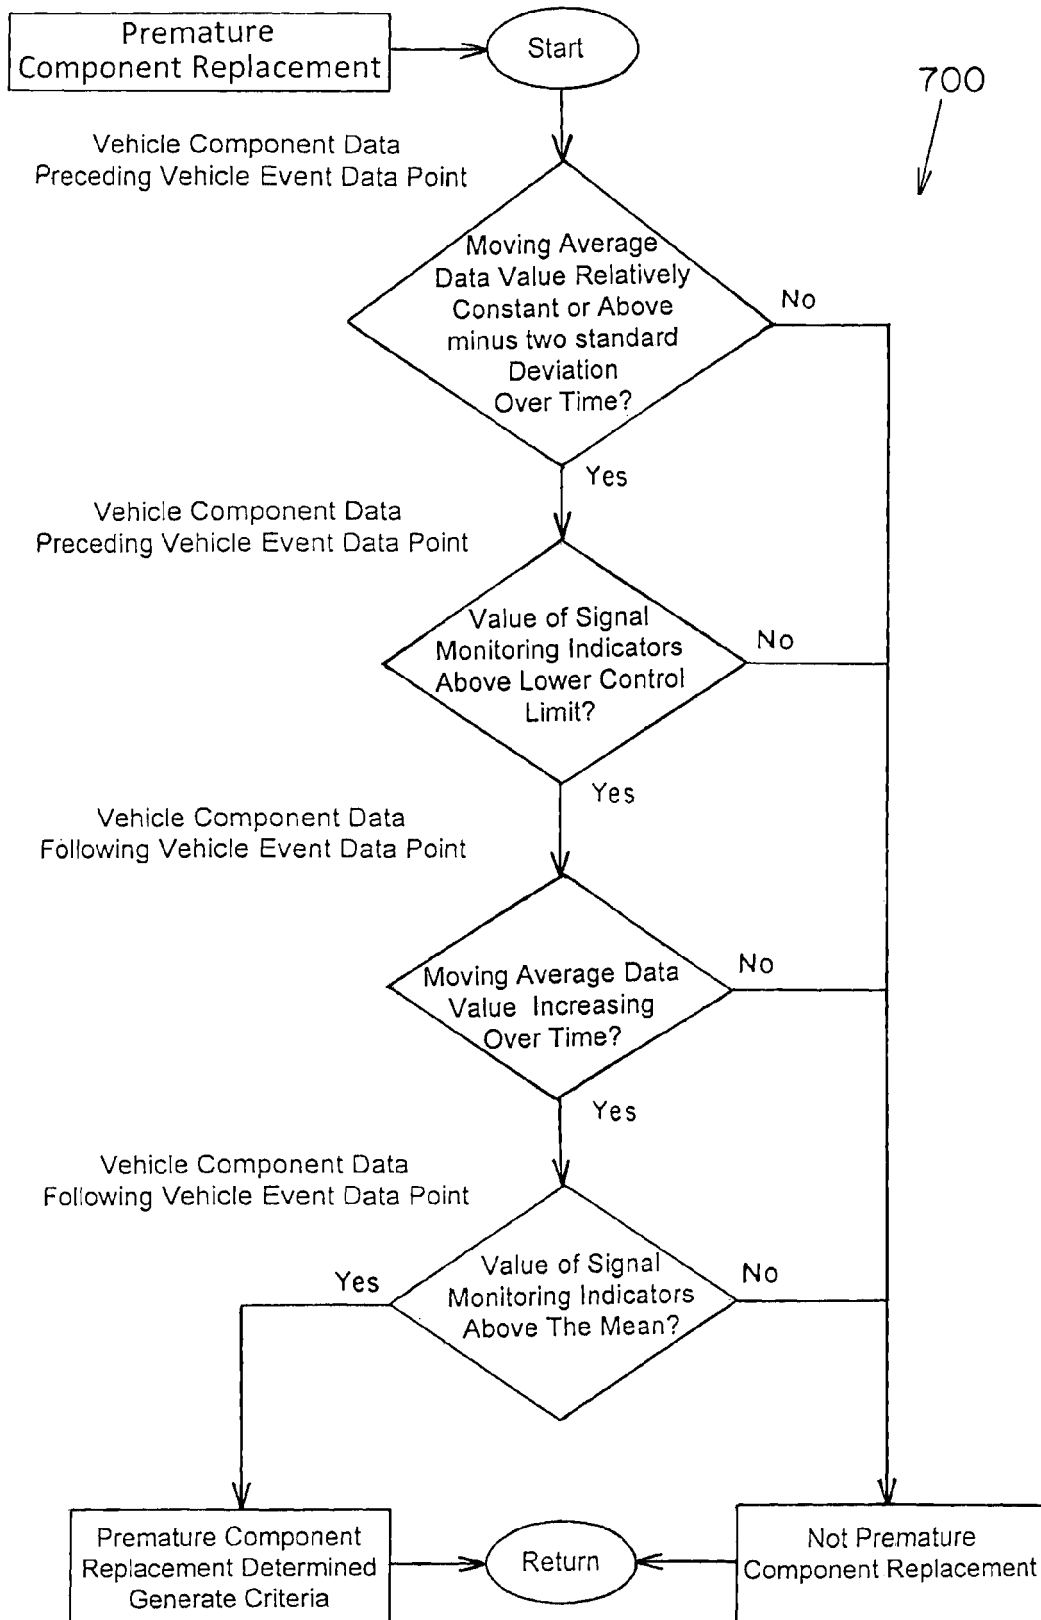 Premature
Component Replacement
Start
700
Vehicle Component Data
Preceding Vehicle Event Data Point
Moving Average
Data Value Relatively
Constant or Above
minus two standard
Deviation
Over Time?
No
Yes
Vehicle Component Data
Preceding Vehicle Event Data Point
Value of Signal
Monitoring Indicators
Above Lower Control
Limit?
No
Yes
Vehicle Component Data
Following Vehicle Event Data Point
Moving Average Data
Value Increasing
Over Time?
No
Yes
Vehicle Component Data
Following Vehicle Event Data Point
Value of Signal
Monitoring Indicators
Above The Mean?
Yes
No
Premature Component
Replacement Determined
Generate Criteria
Return
Not Premature
Component Replacement